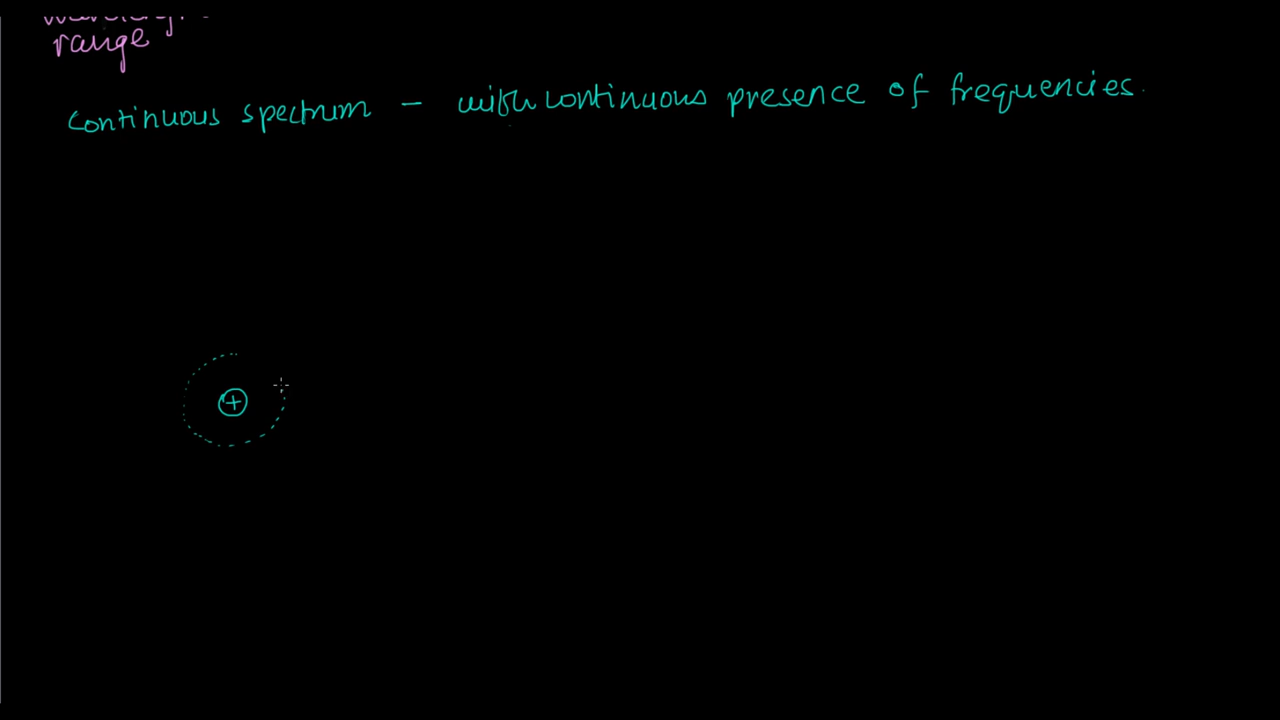 range
continuous spectrum - with continuous presence of frequencies.
+